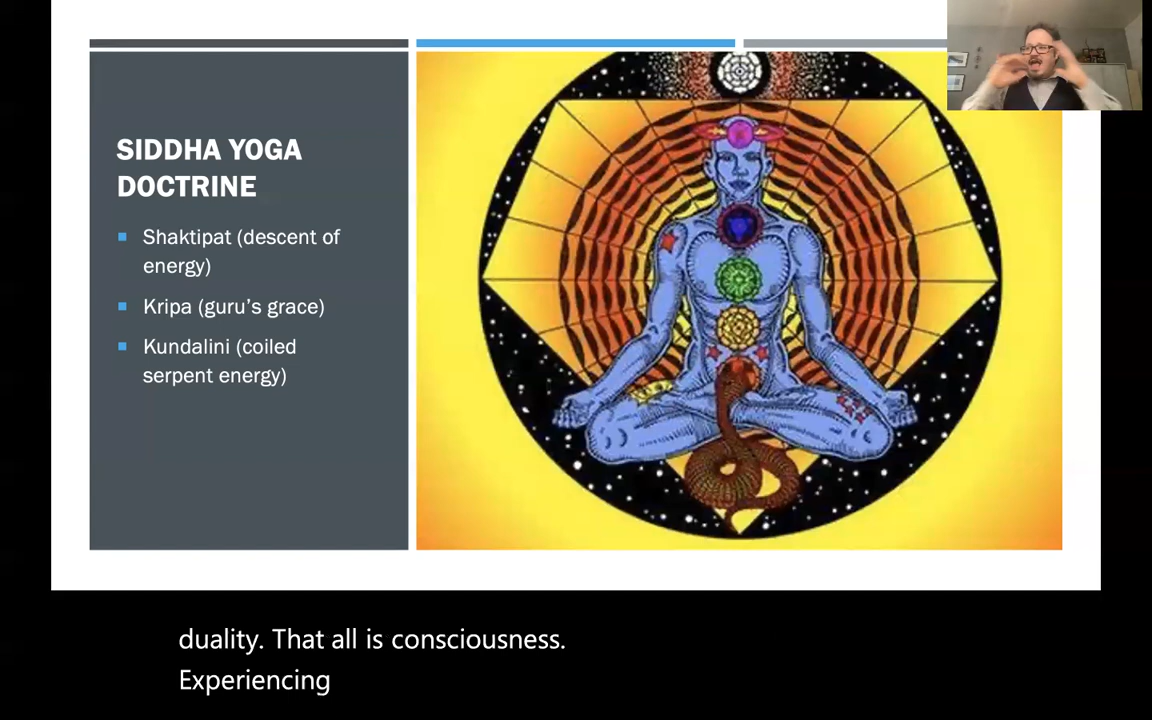 SIDDHA YOGA
DOCTRINE
Shaktipat (descent of
energy)
Kripa (guru’s grace)
Kundalini (coiled
serpent energy)
duality. That all is consciousness.
Experiencing